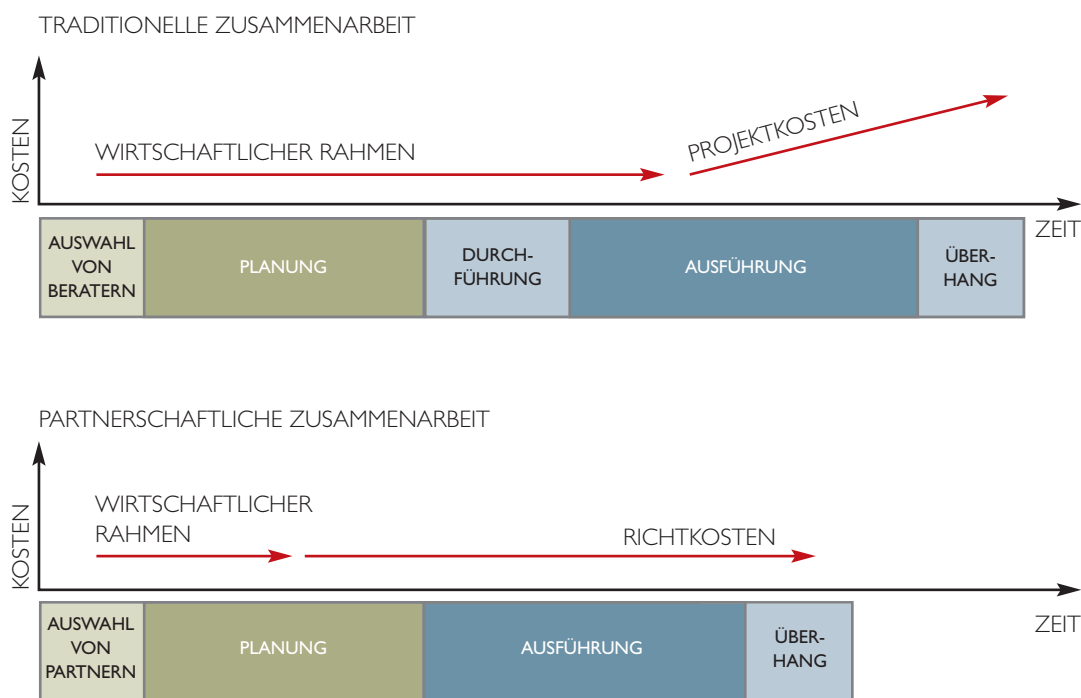 TRADITIONELLE ZUSAMMENARBEIT
KOSTEN
WIRTSCHAFTLICHER RAHMEN
PROJEKTKOSTEN
ZEIT
AUSWAHL
VON
BERATERN
PLANUNG
DURCH-
FÜHRUNG
AUSFÜHRUNG
ÜBER-
HANG
PARTNERSCHAFTLICHE ZUSAMMENARBEIT
KOSTEN
WIRTSCHAFTLICHER
RAHMEN
RICHTKOSTEN
ZEIT
AUSWAHL
VON
PARTNERN
PLANUNG
AUSFÜHRUNG
ÜBER-
HANG